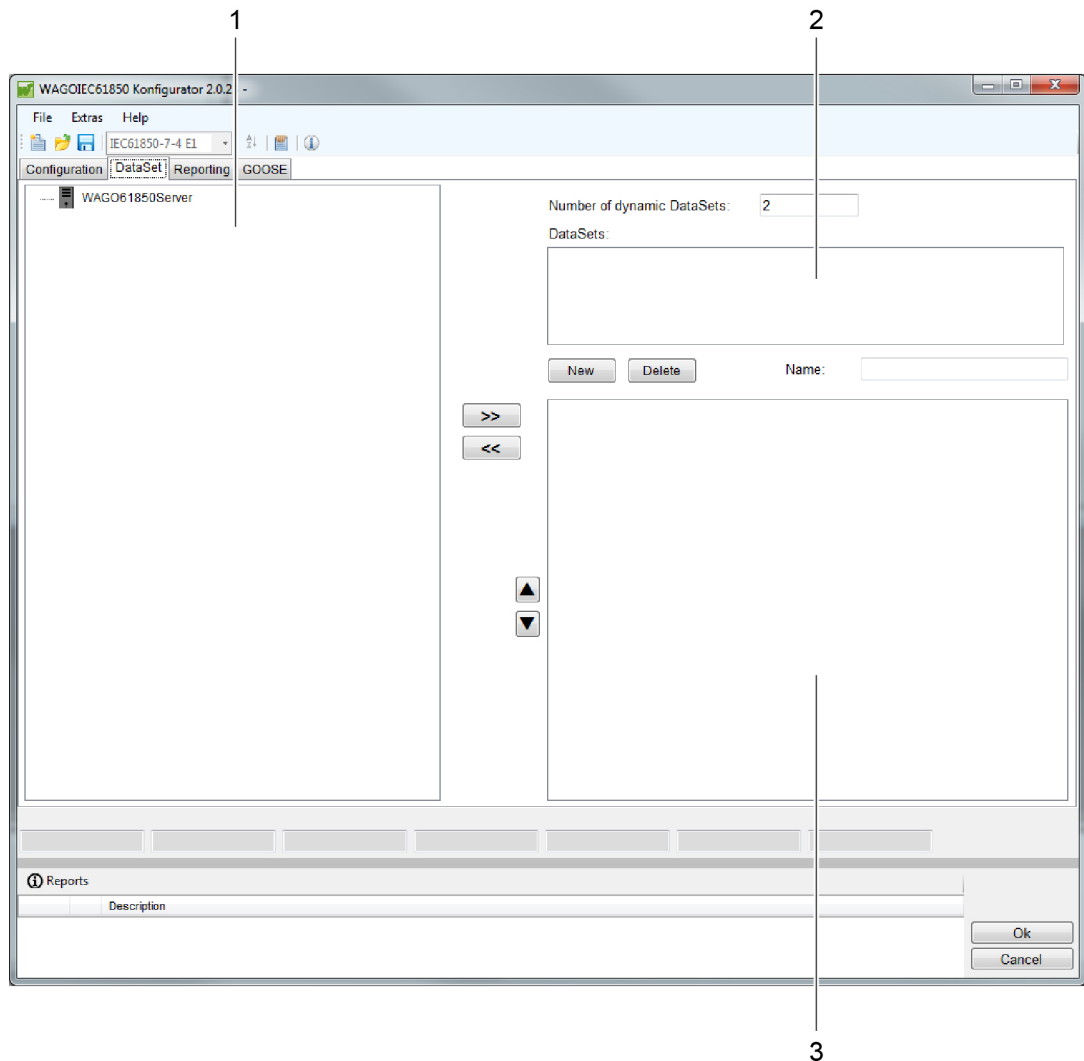 1 2
WAGOIEC61850 Konfigurator 2.0.2 -
File Extras Help
IEC61850-7-4 E1
Configuration DataSet Reporting GOOSE
WAGO61850Server
Number of dynamic DataSets: 2
DataSets:
New Delete Name:
>>
<<
Reports
Description
Ok
Cancel
3